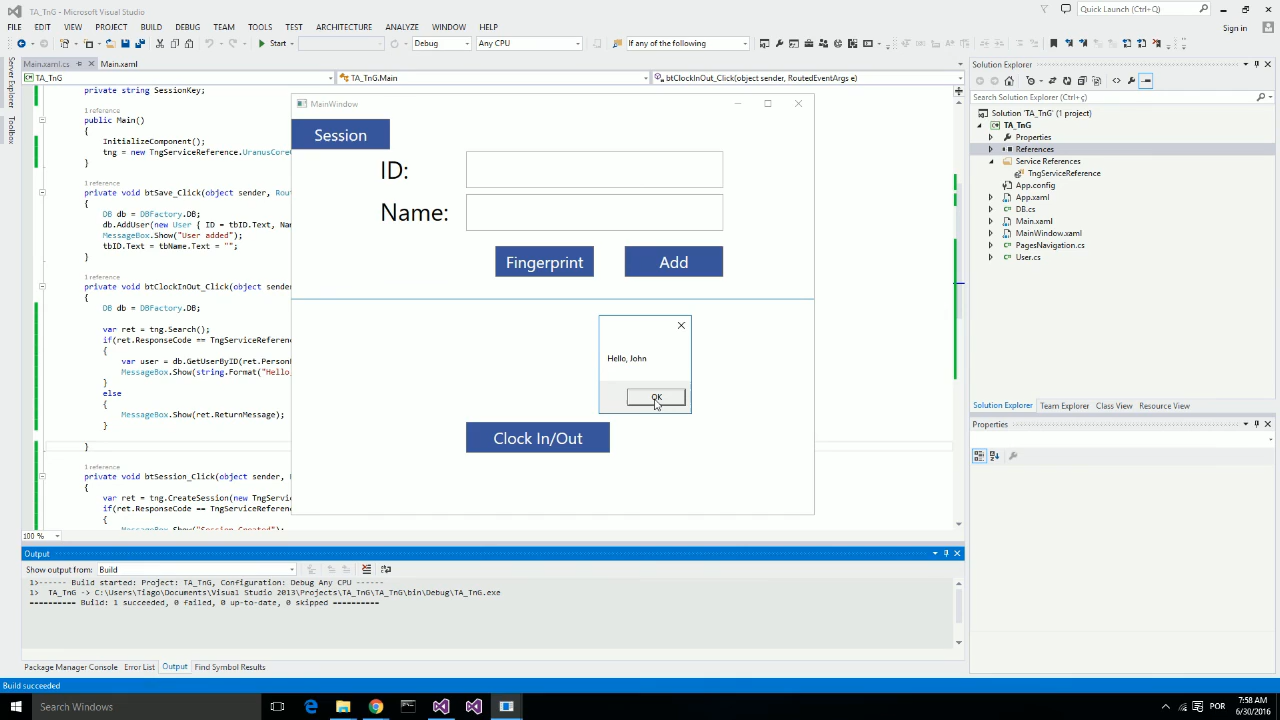 TA_TnG - Microsoft Visual Studio
Quick Launch (Ctrl+Q)
FILE EDIT VIEW PROJECT BUILD DEBUG TEAM TOOLS TEST ARCHITECTURE ANALYZE WINDOW HELP
Sign in
Start
Debug
Any CPU
If any of the following
Server Explorer
Toolbox
Main.xaml.cs
Main.xaml
TA_TnG
TA_TnG.Main
btClockInOut_Click(object sender, RoutedEventArgs e)
private string SessionKey;
1 reference
public Main()
{
InitializeComponent();
tng = new TngServiceReference.UranusCore
}
1 reference
private void btSave_Click(object sender, Rou
{
DB db = DBFactory.DB;
db.AddUser(new User { ID = tbID.Text, Nam
MessageBox.Show("User added");
tbID.Text = tbName.Text = "";
}
1 reference
private void btClockInOut_Click(object sender
{
DB db = DBFactory.DB;
var ret = tng.Search();
if(ret.ResponseCode == TngServiceReferen
{
var user = db.GetUserByID(ret.Person
MessageBox.Show(string.Format("Hello,
}
else
{
MessageBox.Show(ret.ReturnMessage);
}
}
1 reference
private void btSession_Click(object sender, R
{
var ret = tng.CreateSession(new TngServi
if(ret.ResponseCode == TngServiceReferen
{
MessageBox.Show("Session Created");
100 %
MainWindow
Session
ID:
Name:
Fingerprint
Add
Hello, John
OK
Clock In/Out
Output
Show output from: Build
1>------ Build started: Project: TA_TnG, Configuration: Debug Any CPU ------
1> TA_TnG -> C:\Users\Tiago\Documents\Visual Studio 2013\Projects\TA_TnG\TA_TnG\bin\Debug\TA_TnG.exe
========== Build: 1 succeeded, 0 failed, 0 up-to-date, 0 skipped ==========
Package Manager Console Error List Output Find Symbol Results
Solution Explorer
Search Solution Explorer (Ctrl+ç)
Solution 'TA_TnG' (1 project)
TA_TnG
Properties
References
Service References
TngServiceReference
App.config
App.xaml
DB.cs
Main.xaml
MainWindow.xaml
PagesNavigation.cs
User.cs
Solution Explorer Team Explorer Class View Resource View
Properties
Build succeeded
Search Windows
POR
7:58 AM
6/30/2016